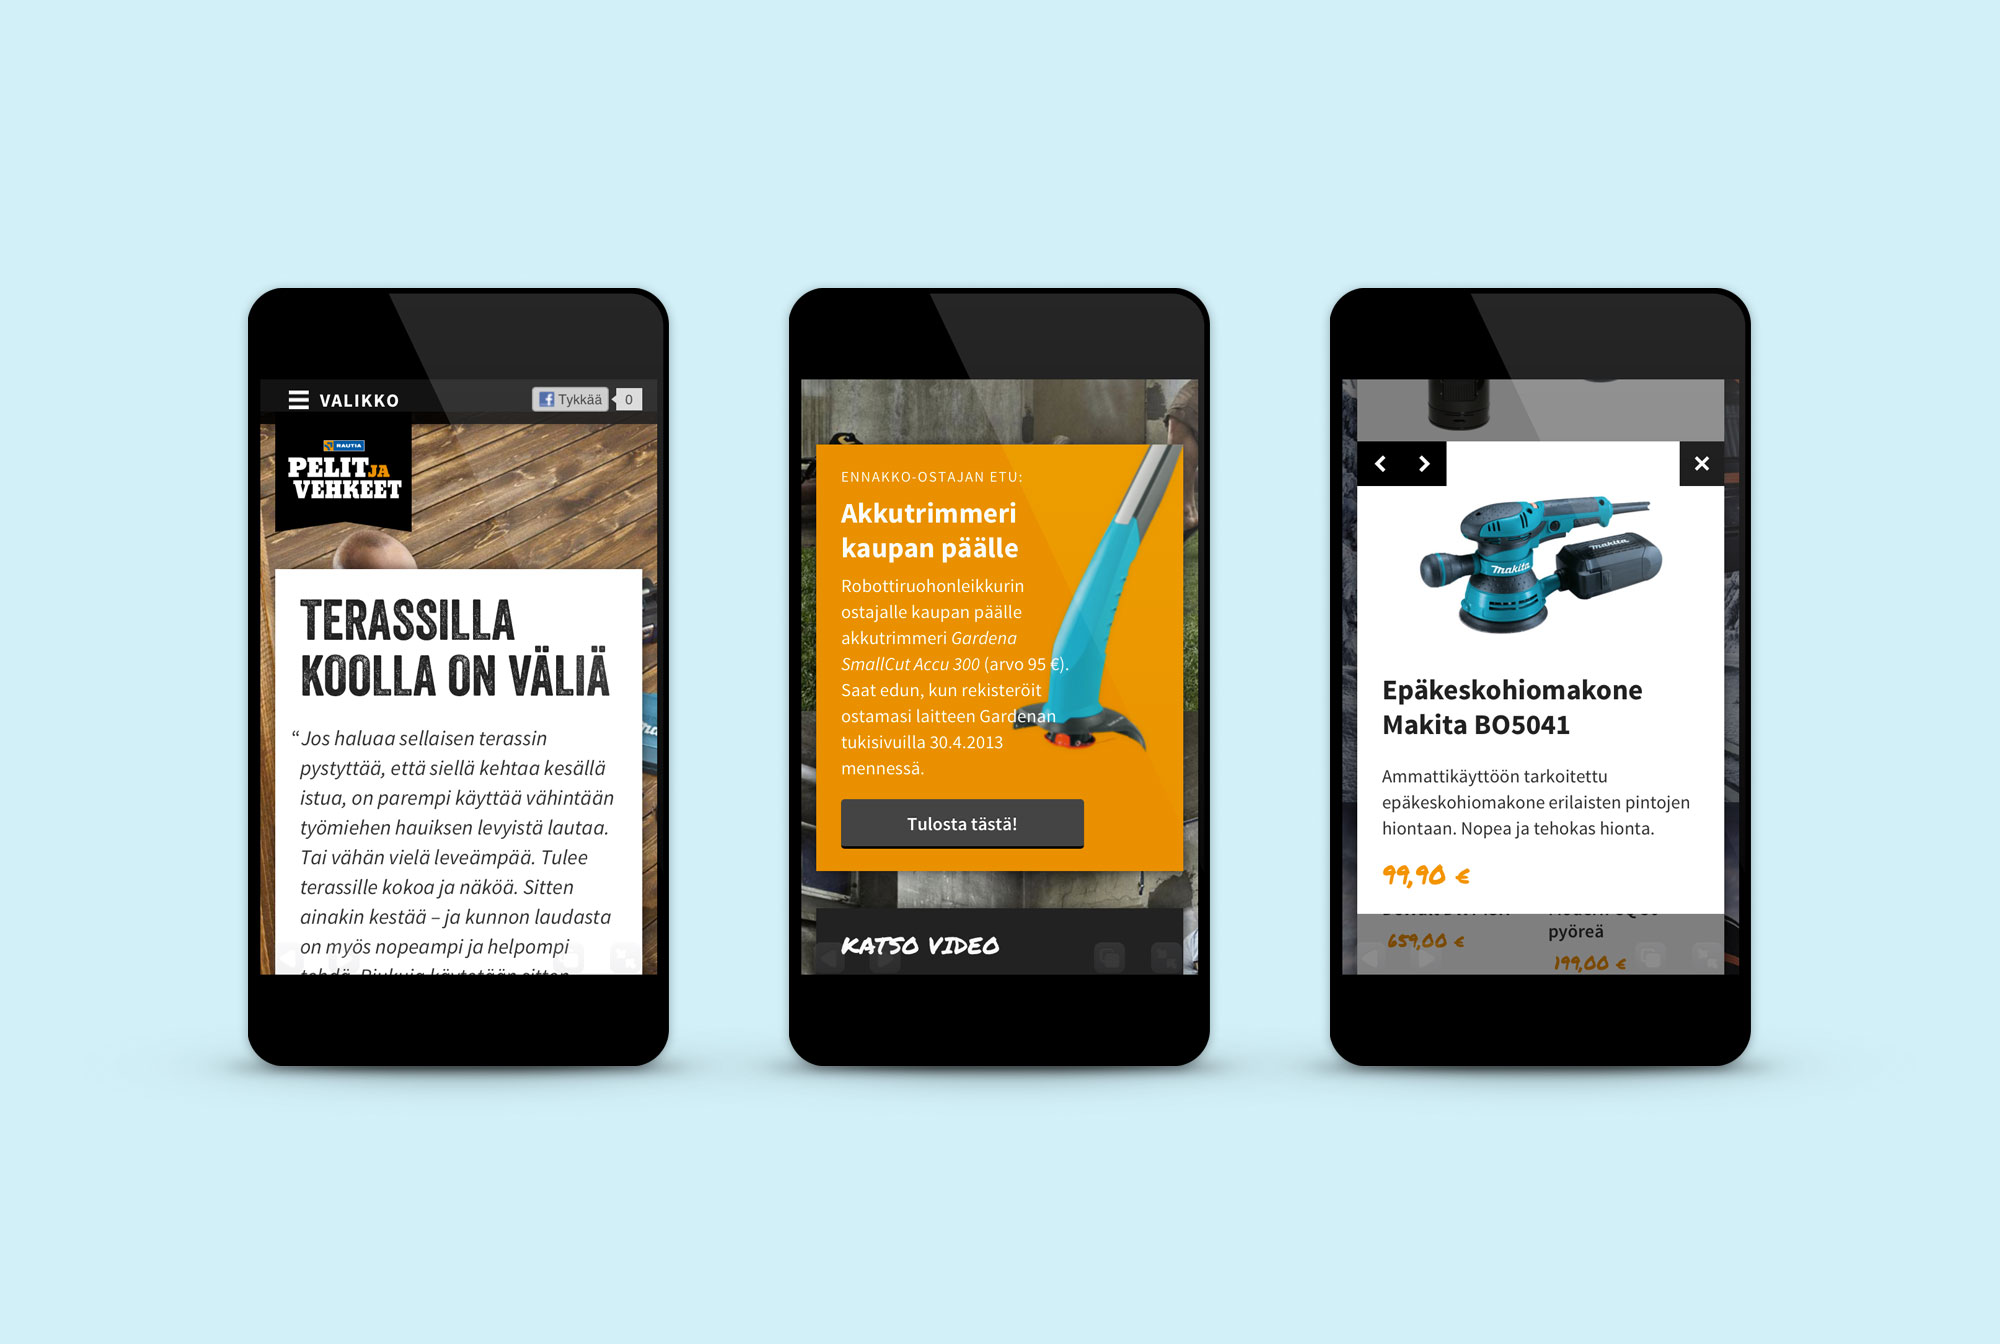 VALIKKO
Tykkää
0
RAUTIA
PELIT JA
VEHKEET
TERASSILLA
KOOLLA ON VÄLIÄ
“Jos haluaa sellaisen terassin
pystyttää, että siellä kehtaa kesällä
istua, on parempi käyttää vähintään
työmiehen hauiksen levyistä lautaa.
Tai vähän vielä leveämpää. Tulee
terassille kokoa ja näköä. Sitten
ainakin kestää – ja kunnon laudasta
on myös nopeampi ja helpompi
ENNAKKO-OSTAJAN ETU:
Akkutrimmeri
kaupan päälle
Robottiruohonleikkurin
ostajalle kaupan päälle
akkutrimmeri Gardena
SmallCut Accu 300 (arvo 95 €).
Saat edun, kun rekisteröit
ostamasi laitteen Gardenan
tukisivuilla 30.4.2013
mennessä.
Tulosta tästä!
KATSO VIDEO
makita
makita
Epäkeskohiomakone
Makita BO5041
Ammattikäyttöön tarkoitettu
epäkeskohiomakone erilaisten pintojen
hiontaan. Nopea ja tehokas hionta.
99,90 €
659,00 €
pyöreä
199,00 €